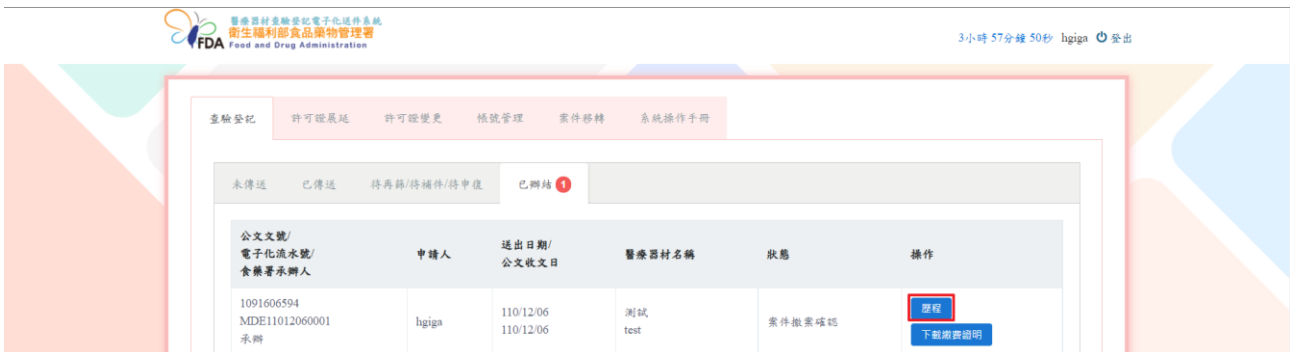 醫療器材查驗登記電子化送件系統
衛生福利部食品藥物管理署
FDA Food and Drug Administration
3小時 57分鐘 50秒 hgiga 登出
查驗登記 許可證展延 許可證變更 帳號管理 案件移轉 系統操作手冊
未傳送 已傳送 待再篩/待補件/待申復 已辦結 1
公文文號/
電子化流水號/
食藥署承辦人
申請人
送出日期/
公文收文日
醫療器材名稱
狀態
操作
1091606594
MDE11012060001
承辦
hgiga
110/12/06
110/12/06
測試
test
案件撤案確認
歷程
下載繳費證明